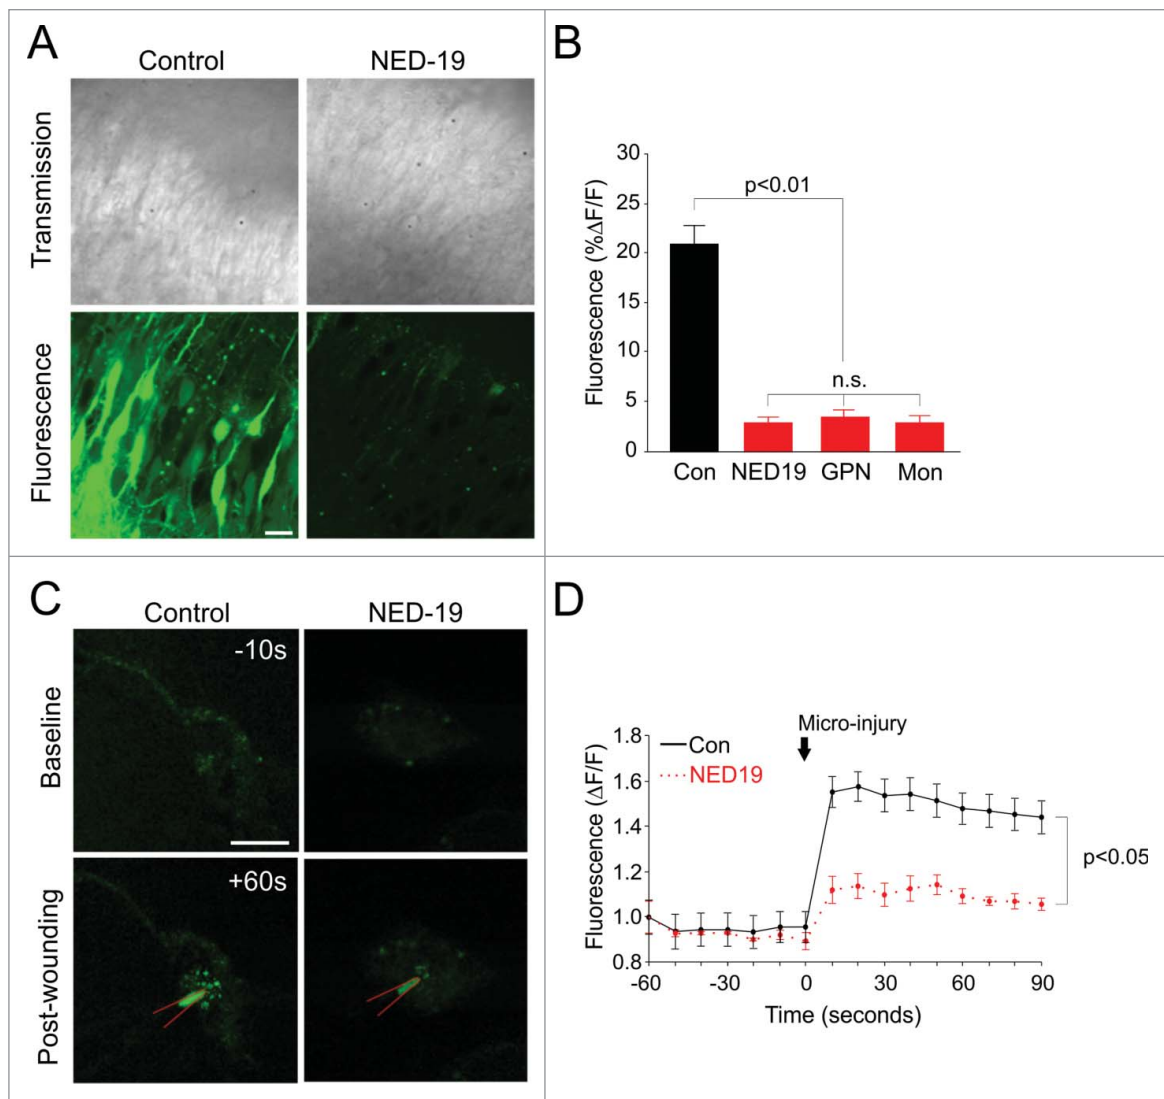 A
Control
NED-19
Transmission
Fluorescence
B
Fluorescence (%ΔF/F)
30
25
20
15
10
5
0
p<0.01
n.s.
Con
NED19
GPN
Mon
C
Control
NED-19
Baseline
-10s
Post-wounding
+60s
D
Micro-injury
Con
NED19
Fluorescence (ΔF/F)
1.8
1.6
1.4
1.2
1.0
0.8
p<0.05
-60
-30
0
30
60
90
Time (seconds)